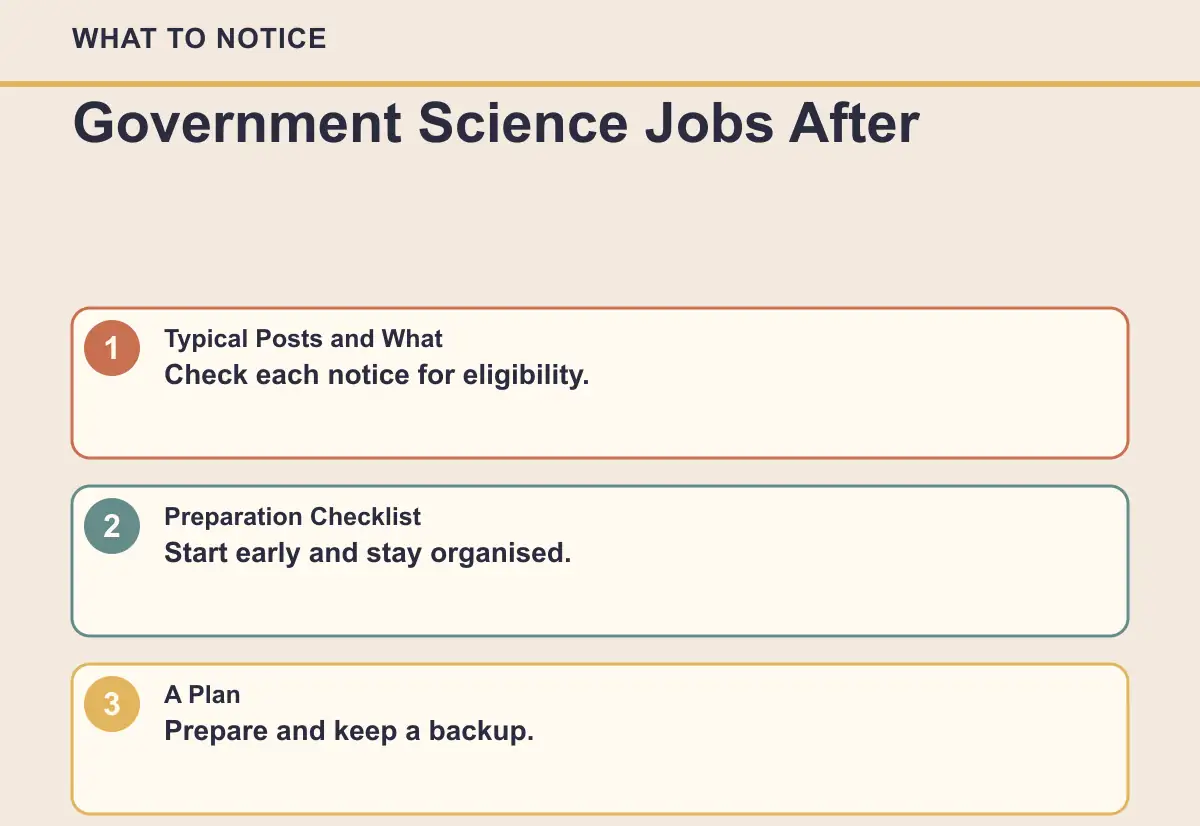 WHAT TO NOTICE
Government Science Jobs After
1
Typical Posts and What
Check each notice for eligibility.
2
Preparation Checklist
Start early and stay organised.
3
A Plan
Prepare and keep a backup.